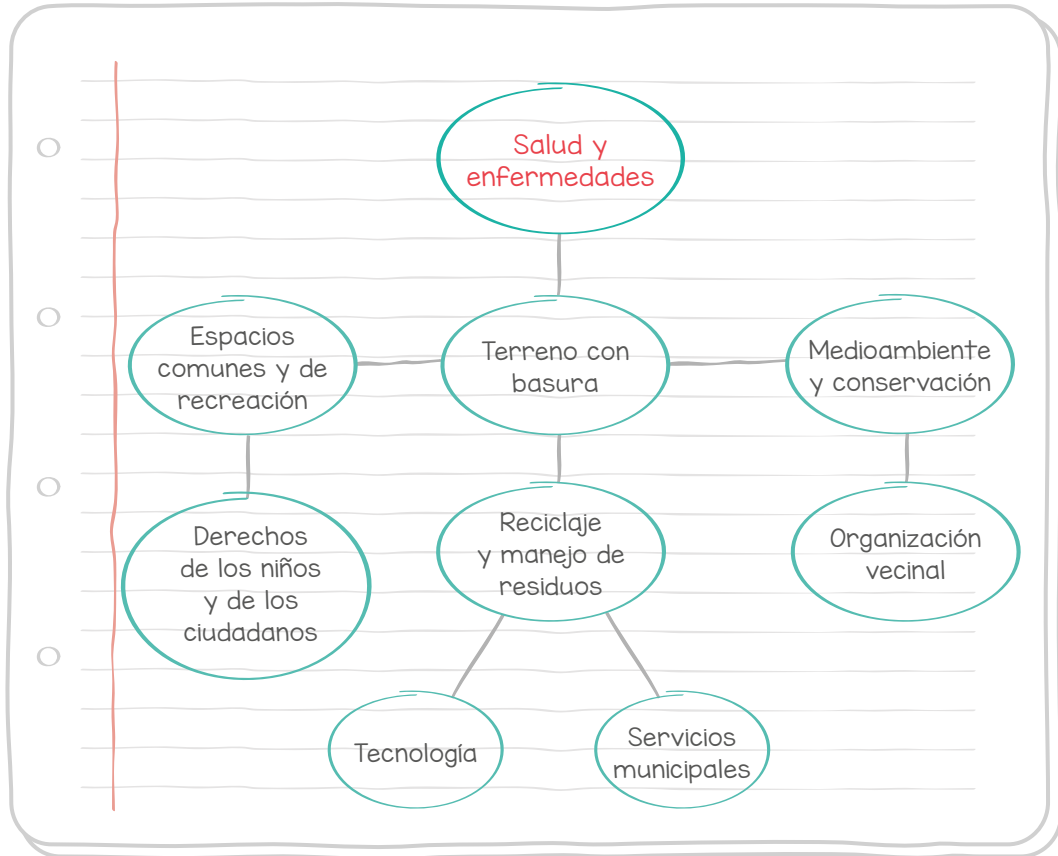 Salud y
enfermedades
Espacios
comunes y de
recreación
Terreno con
basura
Medioambiente
y conservación
Derechos
de los niños
y de los
ciudadanos
Reciclaje
y manejo de
residuos
Organización
vecinal
Tecnología
Servicios
municipales